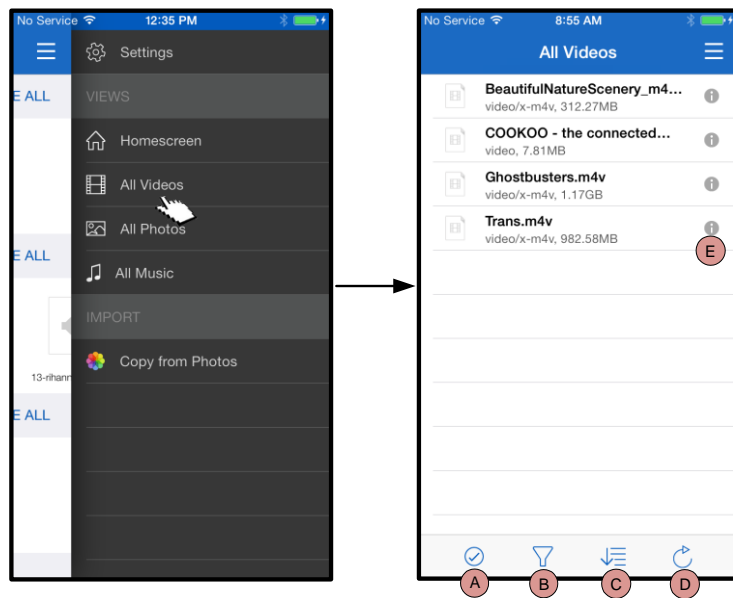 No Service 12:35 PM
Settings
E ALL
VIEWS
Homescreen
All Videos
All Photos
E ALL
All Music
IMPORT
Copy from Photos
13-rihann
E ALL
No Service 8:55 AM
All Videos
BeautifulNatureScenery_m4...
video/x-m4v, 312.27MB
COOKOO - the connected...
video, 7.81MB
Ghostbusters.m4v
video/x-m4v, 1.17GB
Trans.m4v
video/x-m4v, 982.58MB
E
A B C D